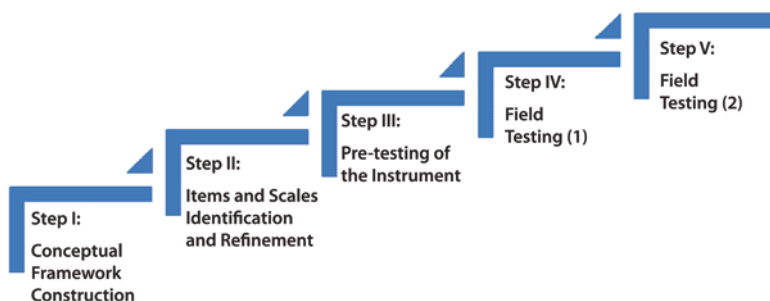 Step I:
Conceptual
Framework
Construction
Step II:
Items and Scales
Identification
and Refinement
Step III:
Pre-testing of
the Instrument
Step IV:
Field
Testing (1)
Step V:
Field
Testing (2)